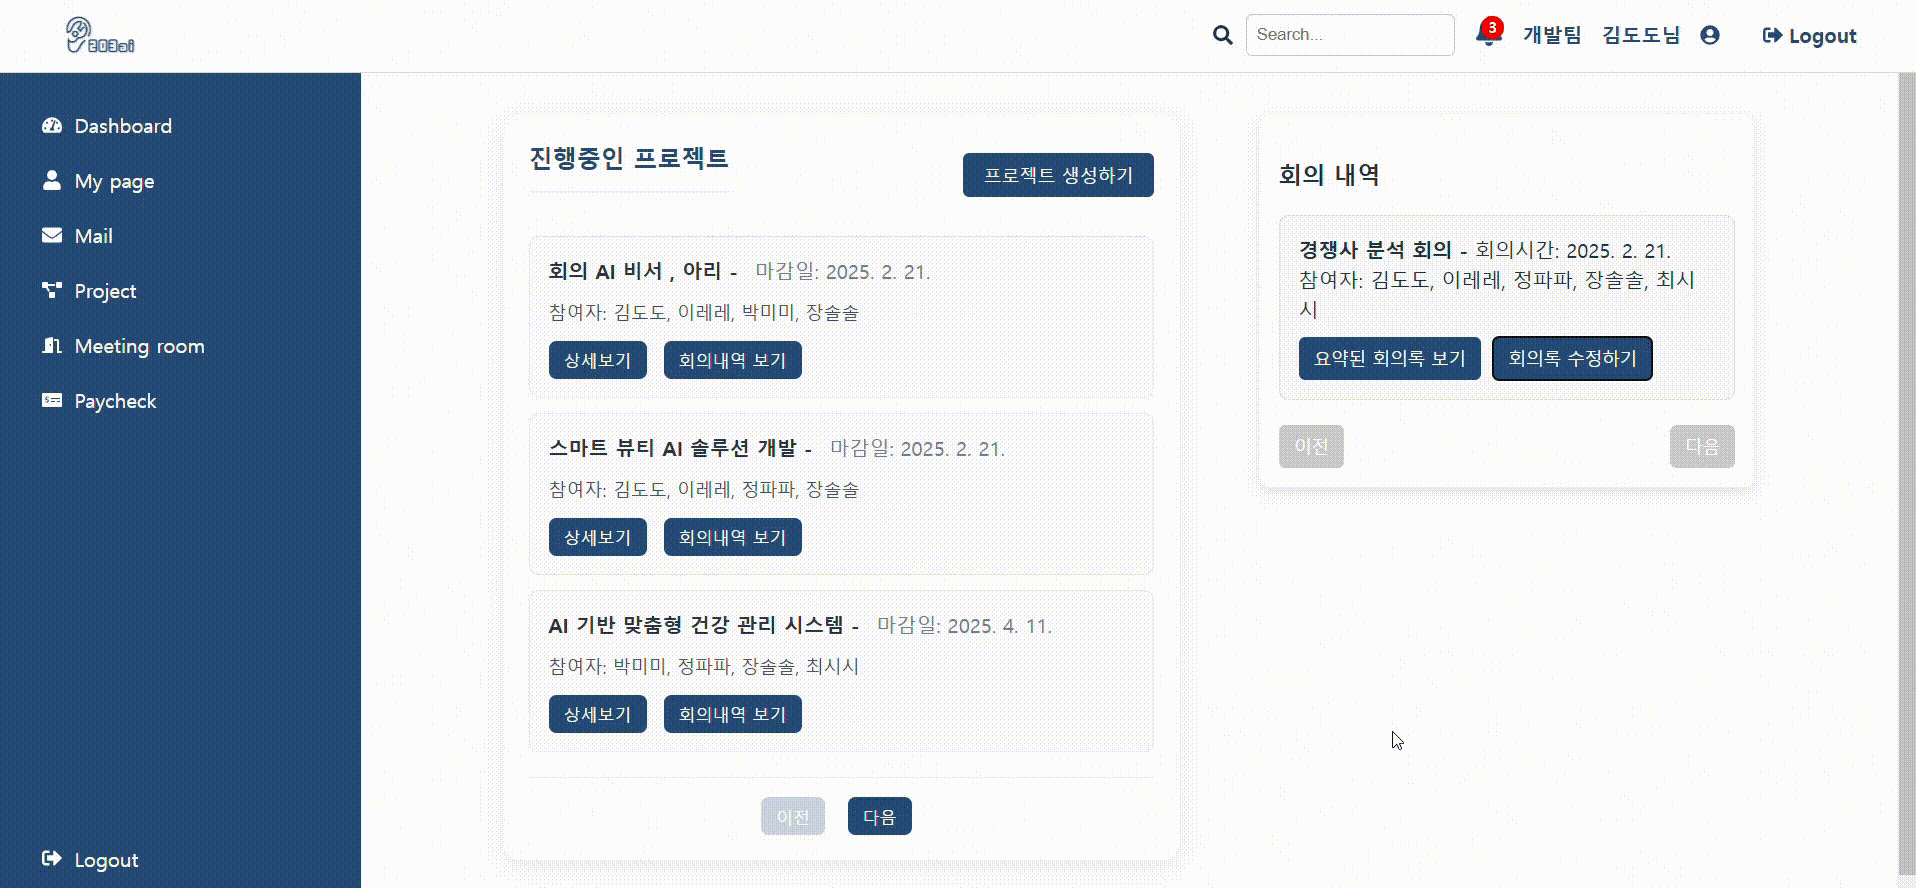 203ai
Search...
3
개발팀 김도도님
Logout
Dashboard
My page
Mail
Project
Meeting room
Paycheck
Logout
진행중인 프로젝트
프로젝트 생성하기
회의 AI 비서 , 아리 - 마감일: 2025. 2. 21.
참여자: 김도도, 이레레, 박미미, 장솔솔
상세보기 회의내역 보기
스마트 뷰티 AI 솔루션 개발 - 마감일: 2025. 2. 21.
참여자: 김도도, 이레레, 정파파, 장솔솔
상세보기 회의내역 보기
AI 기반 맞춤형 건강 관리 시스템 - 마감일: 2025. 4. 11.
참여자: 박미미, 정파파, 장솔솔, 최시시
상세보기 회의내역 보기
이전 다음
회의 내역
경쟁사 분석 회의 - 회의시간: 2025. 2. 21.
참여자: 김도도, 이레레, 정파파, 장솔솔, 최시
시
요약된 회의록 보기 회의록 수정하기
이전 다음